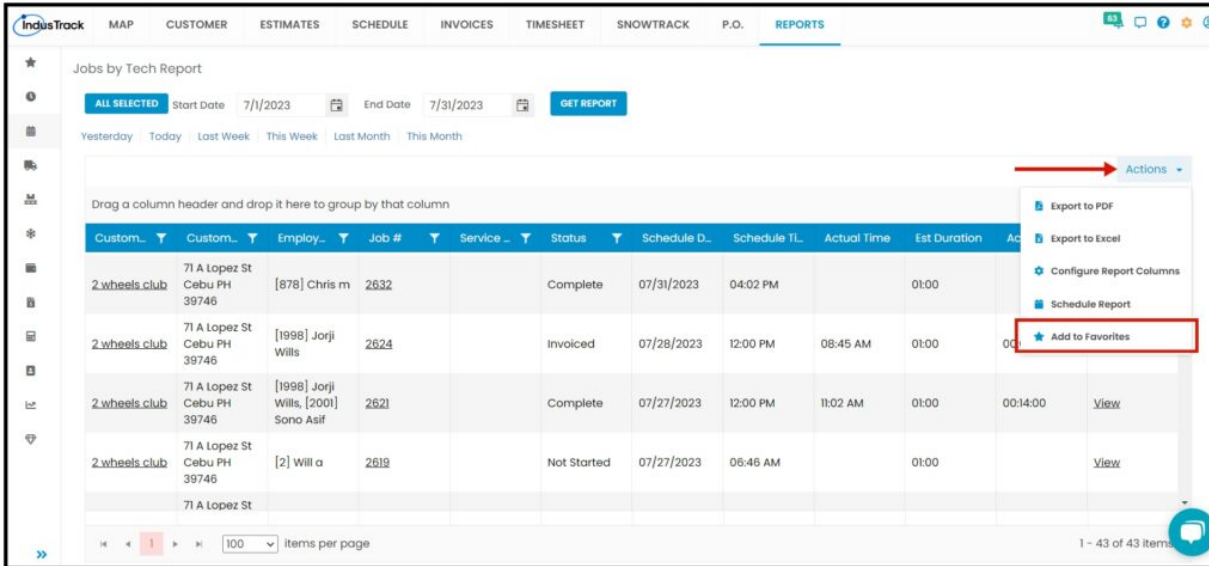 IndusTrack MAP CUSTOMER ESTIMATES SCHEDULE INVOICES TIMESHEET SNOWTRACK P.O. REPORTS 63
Jobs by Tech Report
ALL SELECTED Start Date 7/1/2023 End Date 7/31/2023 GET REPORT
Yesterday Today Last Week This Week Last Month This Month
Actions
Export to PDF
Export to Excel
Configure Report Columns
Schedule Report
Add to Favorites
Drag a column header and drop it here to group by that column
Custom... Custom... Employ... Job # Service ... Status Schedule D... Schedule Ti... Actual Time Est Duration Ac
71 A Lopez St
2 wheels club Cebu PH [878] Chris m 2632 Complete 07/31/2023 04:02 PM 01:00
39746
71 A Lopez St
2 wheels club Cebu PH [1998] Jorji Wills 2624 Invoiced 07/28/2023 12:00 PM 08:45 AM 01:00 00:
39746
71 A Lopez St [1998] Jorji
2 wheels club Cebu PH Wills, [2001] 2621 Complete 07/27/2023 12:00 PM 11:02 AM 01:00 00:14:00 View
39746 Sono Asif
71 A Lopez St
2 wheels club Cebu PH [2] Will a 2619 Not Started 07/27/2023 06:46 AM 01:00 View
39746
71 A Lopez St
1 100 items per page 1 - 43 of 43 items